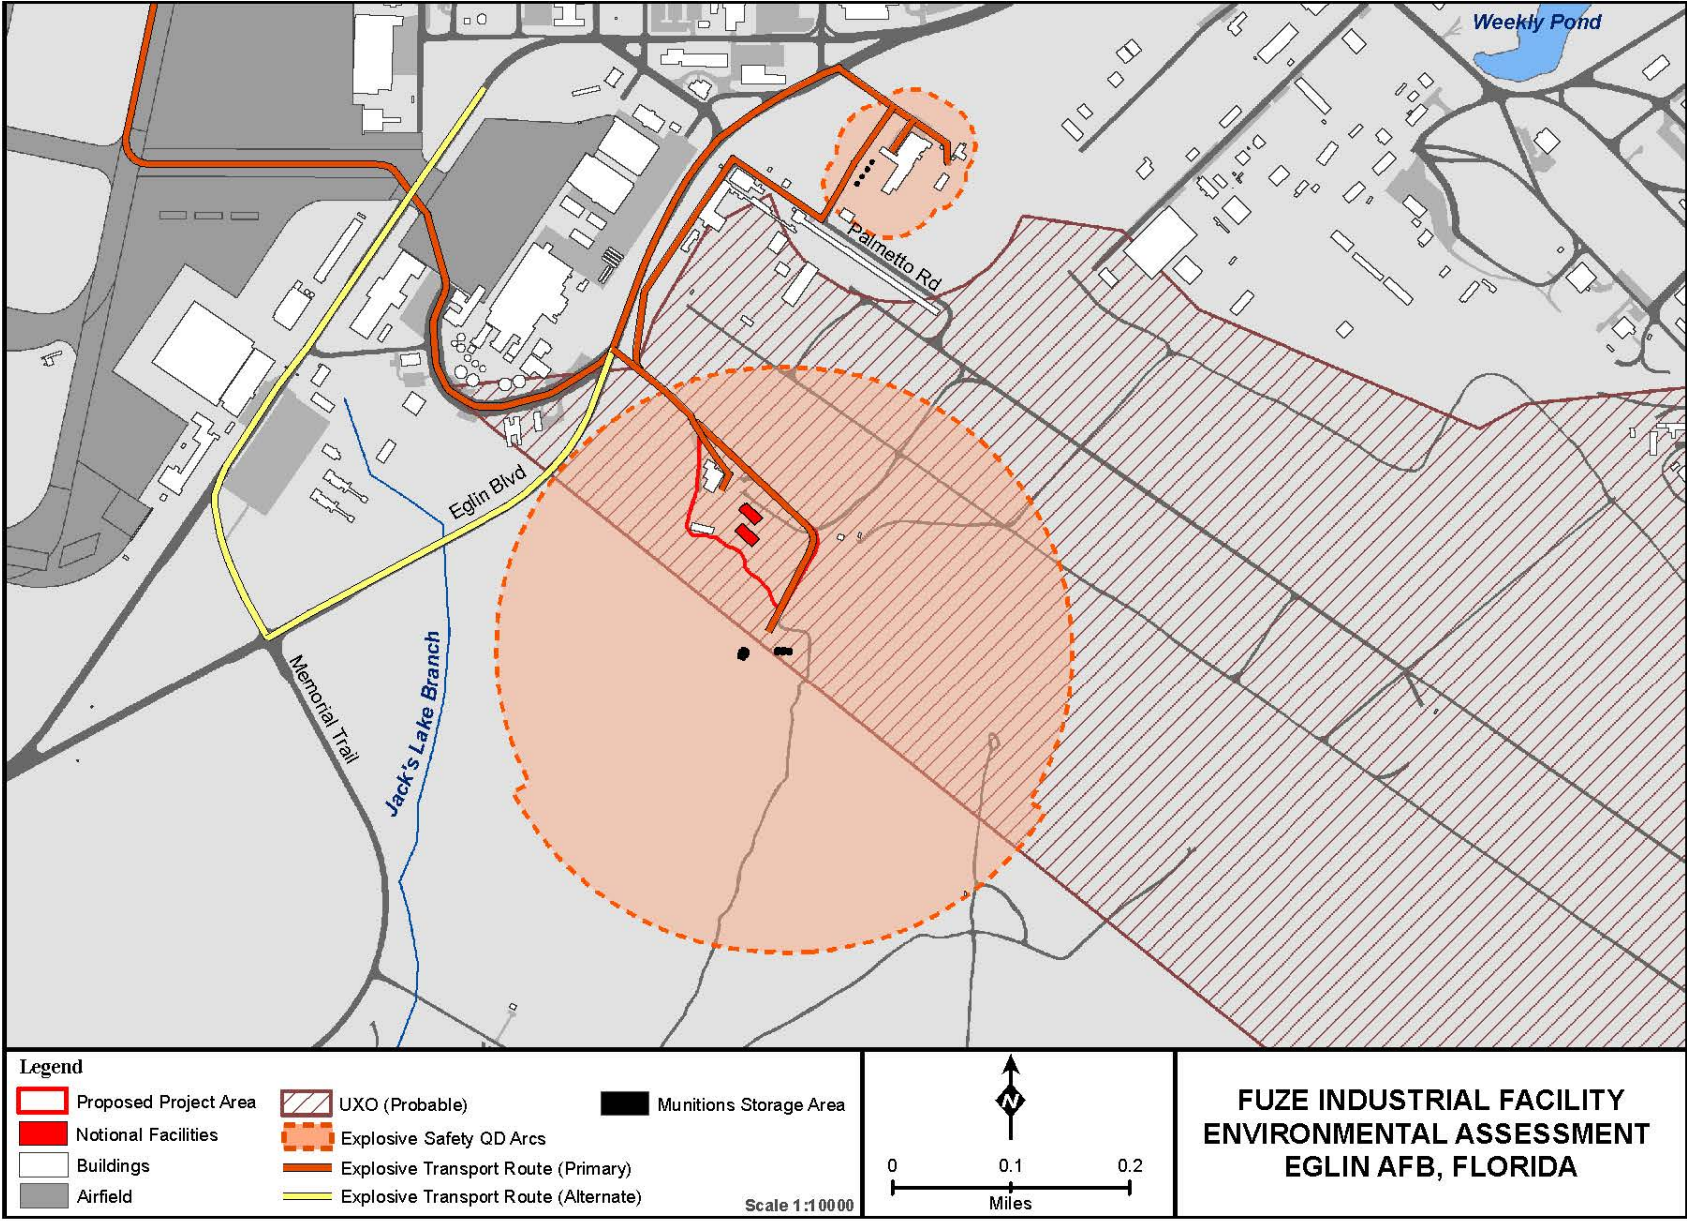 Weekly Pond
Palmetto Rd
Eglin Blvd
Memorial Trail
Jack's Lake Branch
Legend
Proposed Project Area
Notional Facilities
Buildings
Airfield
UXO (Probable)
Explosive Safety QD Arcs
Explosive Transport Route (Primary)
Explosive Transport Route (Alternate)
Munitions Storage Area
Scale 1:10000
N
0 0.1 0.2
Miles
FUZE INDUSTRIAL FACILITY
ENVIRONMENTAL ASSESSMENT
EGLIN AFB, FLORIDA